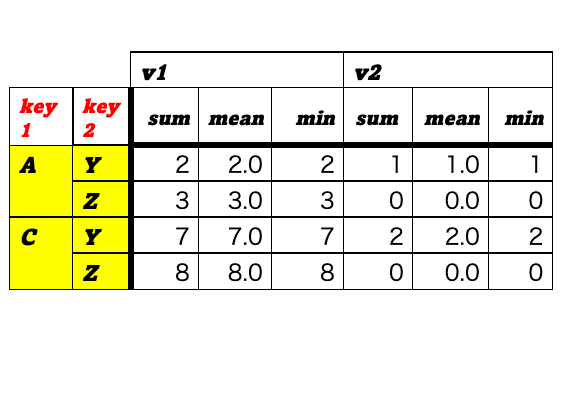 v1 v2
key 1 key 2 sum mean min sum mean min
A Y 2 2.0 2 1 1.0 1
Z 3 3.0 3 0 0.0 0
C Y 7 7.0 7 2 2.0 2
Z 8 8.0 8 0 0.0 0